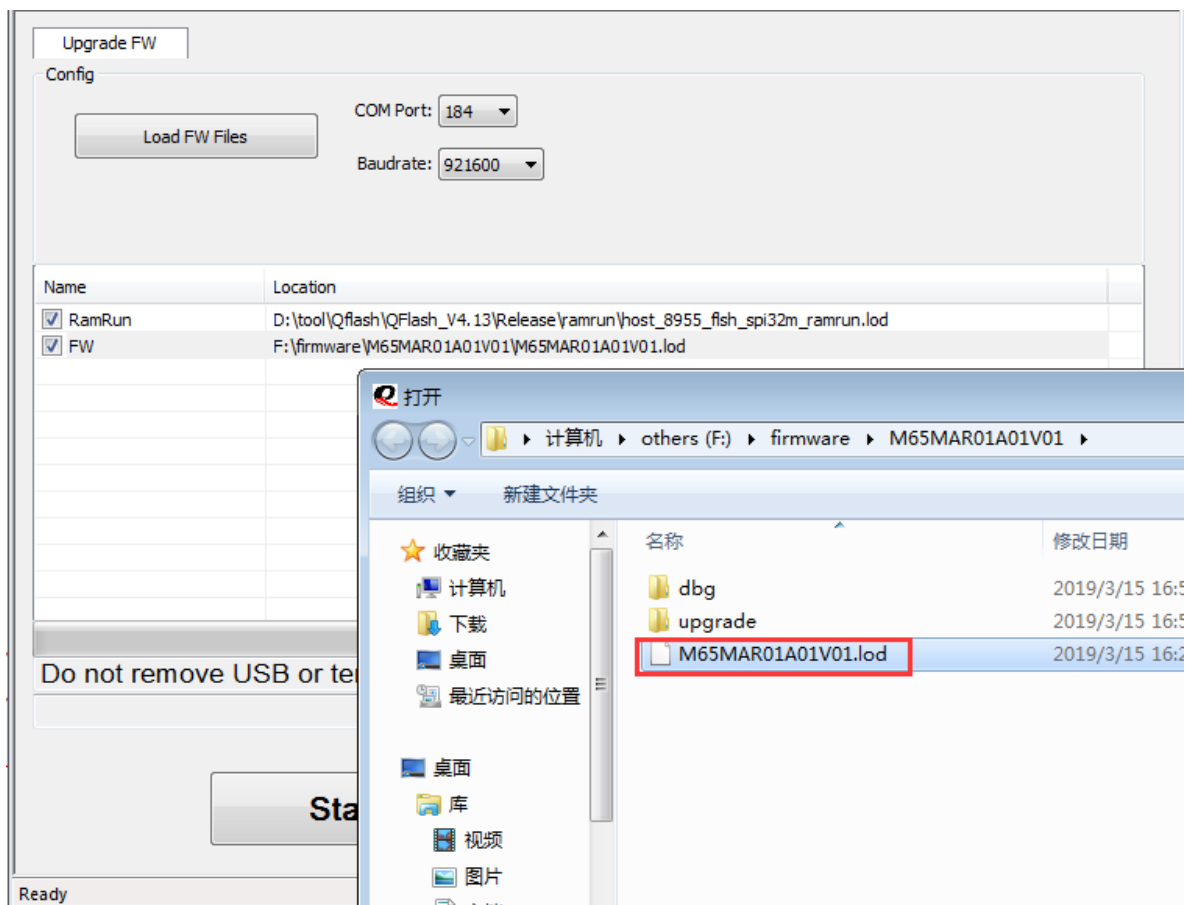 Upgrade FW
Config
Load FW Files
COM Port: 184
Baudrate: 921600
Name Location
RamRun D:\tool\Qflash\QFlash_V4.13\Release\ramrun\host_8955_flsh_spi32m_ramrun.lod
FW F:\firmware\M65MAR01A01V01\M65MAR01A01V01.lod
打开
计算机 others (F:) firmware M65MAR01A01V01
组织 新建文件夹
名称 修改日期
收藏夹
计算机
下载
桌面
最近访问的位置
dbg 2019/3/15 16:5
upgrade 2019/3/15 16:5
M65MAR01A01V01.lod 2019/3/15 16:2
桌面
库
视频
图片
Do not remove USB or
Sta
Ready